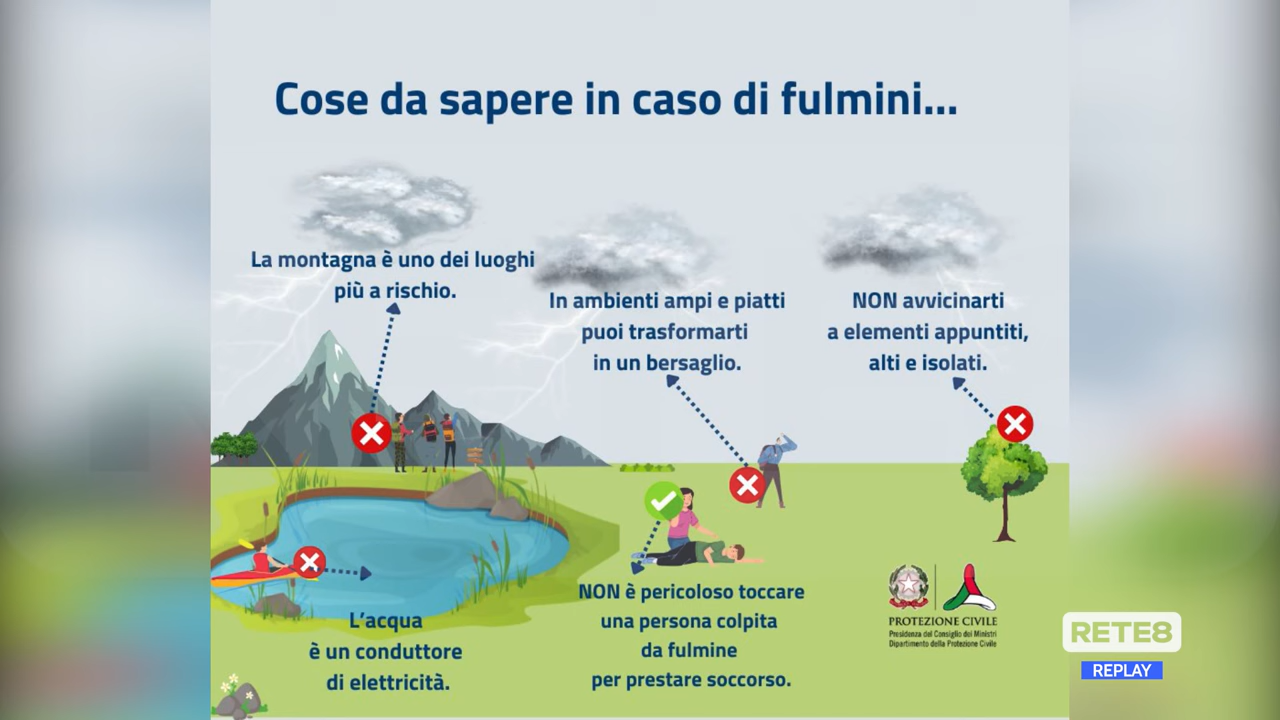 Cose da sapere in caso di fulmini...
La montagna è uno dei luoghi
più a rischio.
In ambienti ampi e piatti
puoi trasformarti
in un bersaglio.
NON avvicinarti
a elementi appuntiti,
alti e isolati.
L'acqua
è un conduttore
di elettricità.
NON è pericoloso toccare
una persona colpita
da fulmine
per prestare soccorso.
PROTEZIONE CIVILE
Presidenza del Consiglio dei Ministri
Dipartimento della Protezione Civile
RETE8
REPLAY